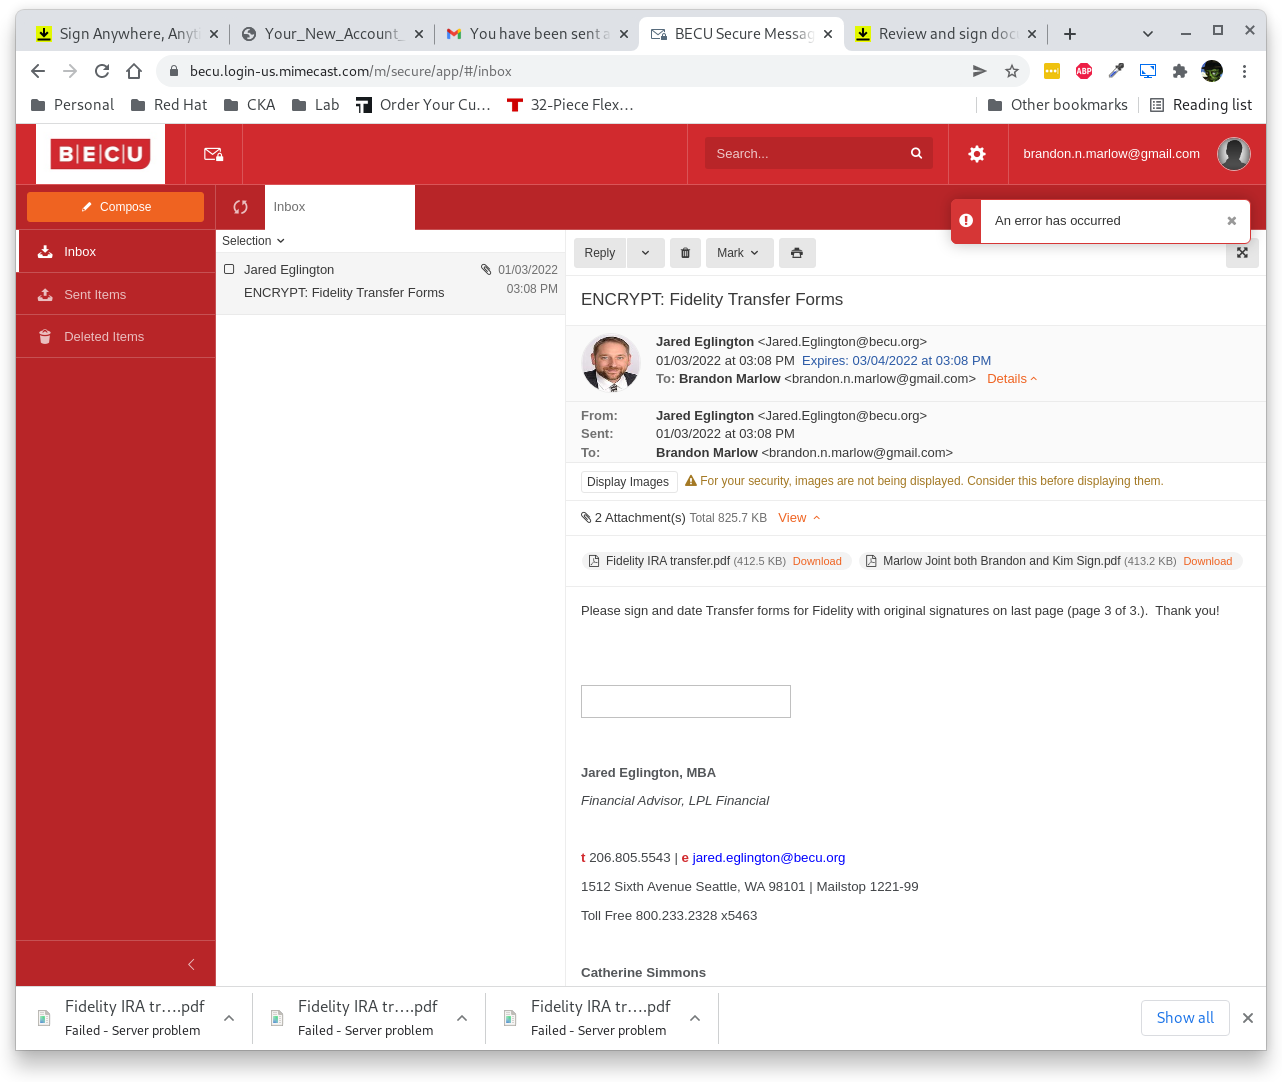 Sign Anywhere, Anyti
Your_New_Account_
You have been sent a
BECU Secure Messag
Review and sign doc
becu.login-us.mimecast.com/m/secure/app/#/inbox
ABP
Personal
Red Hat
CKA
Lab
Order Your Cu…
32-Piece Flex…
Other bookmarks
Reading list
BECU
Search...
brandon.n.marlow@gmail.com
Compose
Inbox
An error has occurred
Inbox
Sent Items
Deleted Items
Selection
Jared Eglington
01/03/2022
ENCRYPT: Fidelity Transfer Forms
03:08 PM
Reply
Mark
ENCRYPT: Fidelity Transfer Forms
Jared Eglington <Jared.Eglington@becu.org>
01/03/2022 at 03:08 PM Expires: 03/04/2022 at 03:08 PM
To: Brandon Marlow <brandon.n.marlow@gmail.com> Details
From: Jared Eglington <Jared.Eglington@becu.org>
Sent: 01/03/2022 at 03:08 PM
To: Brandon Marlow <brandon.n.marlow@gmail.com>
Display Images For your security, images are not being displayed. Consider this before displaying them.
2 Attachment(s) Total 825.7 KB View
Fidelity IRA transfer.pdf (412.5 KB) Download
Marlow Joint both Brandon and Kim Sign.pdf (413.2 KB) Download
Please sign and date Transfer forms for Fidelity with original signatures on last page (page 3 of 3.). Thank you!
Jared Eglington, MBA
Financial Advisor, LPL Financial
t 206.805.5543 | e jared.eglington@becu.org
1512 Sixth Avenue Seattle, WA 98101 | Mailstop 1221-99
Toll Free 800.233.2328 x5463
Catherine Simmons
Fidelity IRA tr….pdf
Failed - Server problem
Fidelity IRA tr….pdf
Failed - Server problem
Fidelity IRA tr….pdf
Failed - Server problem
Show all